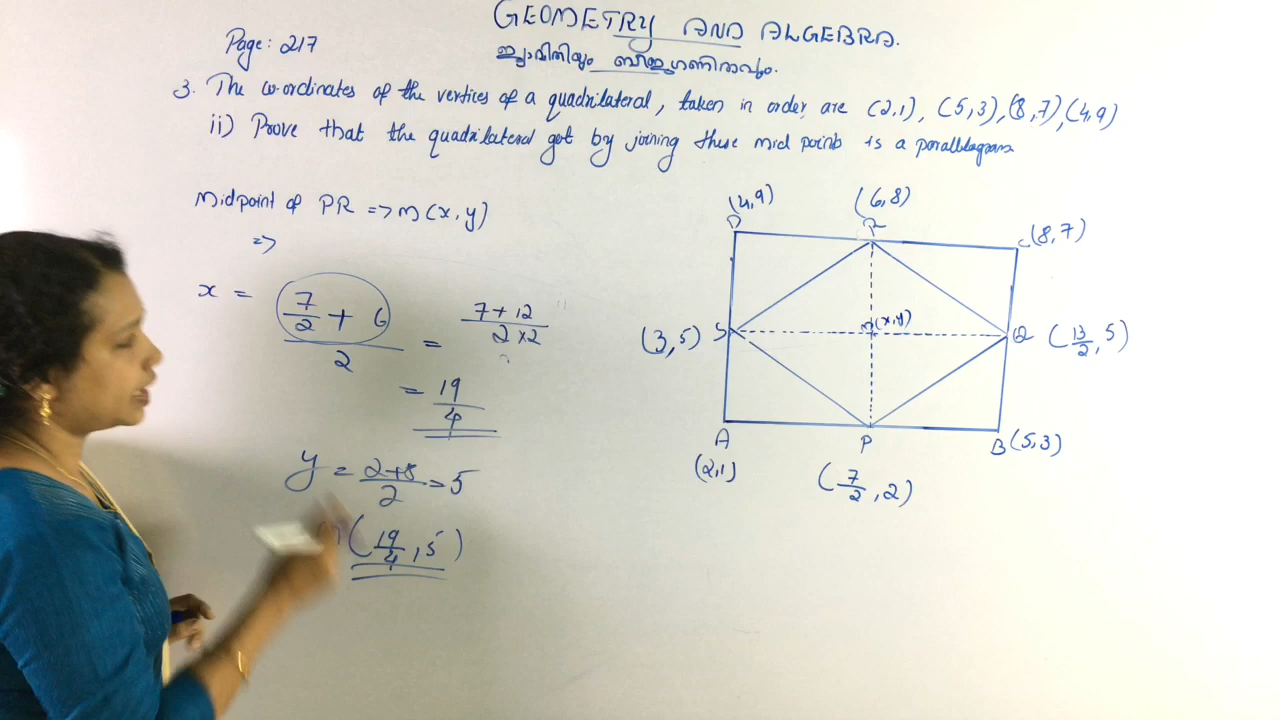 GEOMETRY AND ALGEBRA.
Page: 217
ജ്യാമിതിയും ബീജഗണിതവും.
3. The co-ordinates of the vertices of a quadrilateral, taken in order, are (2,1), (5,3), (8,7), (4,9)
ii) Prove that the quadrilateral got by joining these mid points is a parallelogram
Midpoint of PR => M(x,y)
=>
x = (7/2 + 6)/2 = (7+12)/(2×2)
= 19/4
y = (2+8)/2 = 5
(19/4, 5)
(4,9)
(6,8)
D
R
C(8,7)
(3,5) S
M(x,y)
Q (13/2, 5)
A
P
B(5,3)
(2,1)
(7/2, 2)